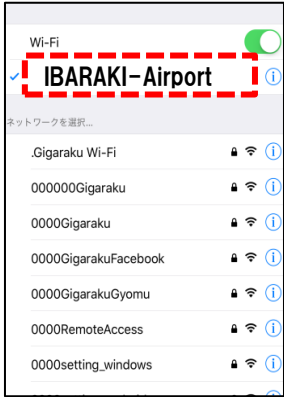 Wi-Fi
IBARAKI-Airport
ネットワークを選択...
.Gigaraku Wi-Fi
000000Gigaraku
0000Gigaraku
0000GigarakuFacebook
0000GigarakuGyomu
0000RemoteAccess
0000setting_windows